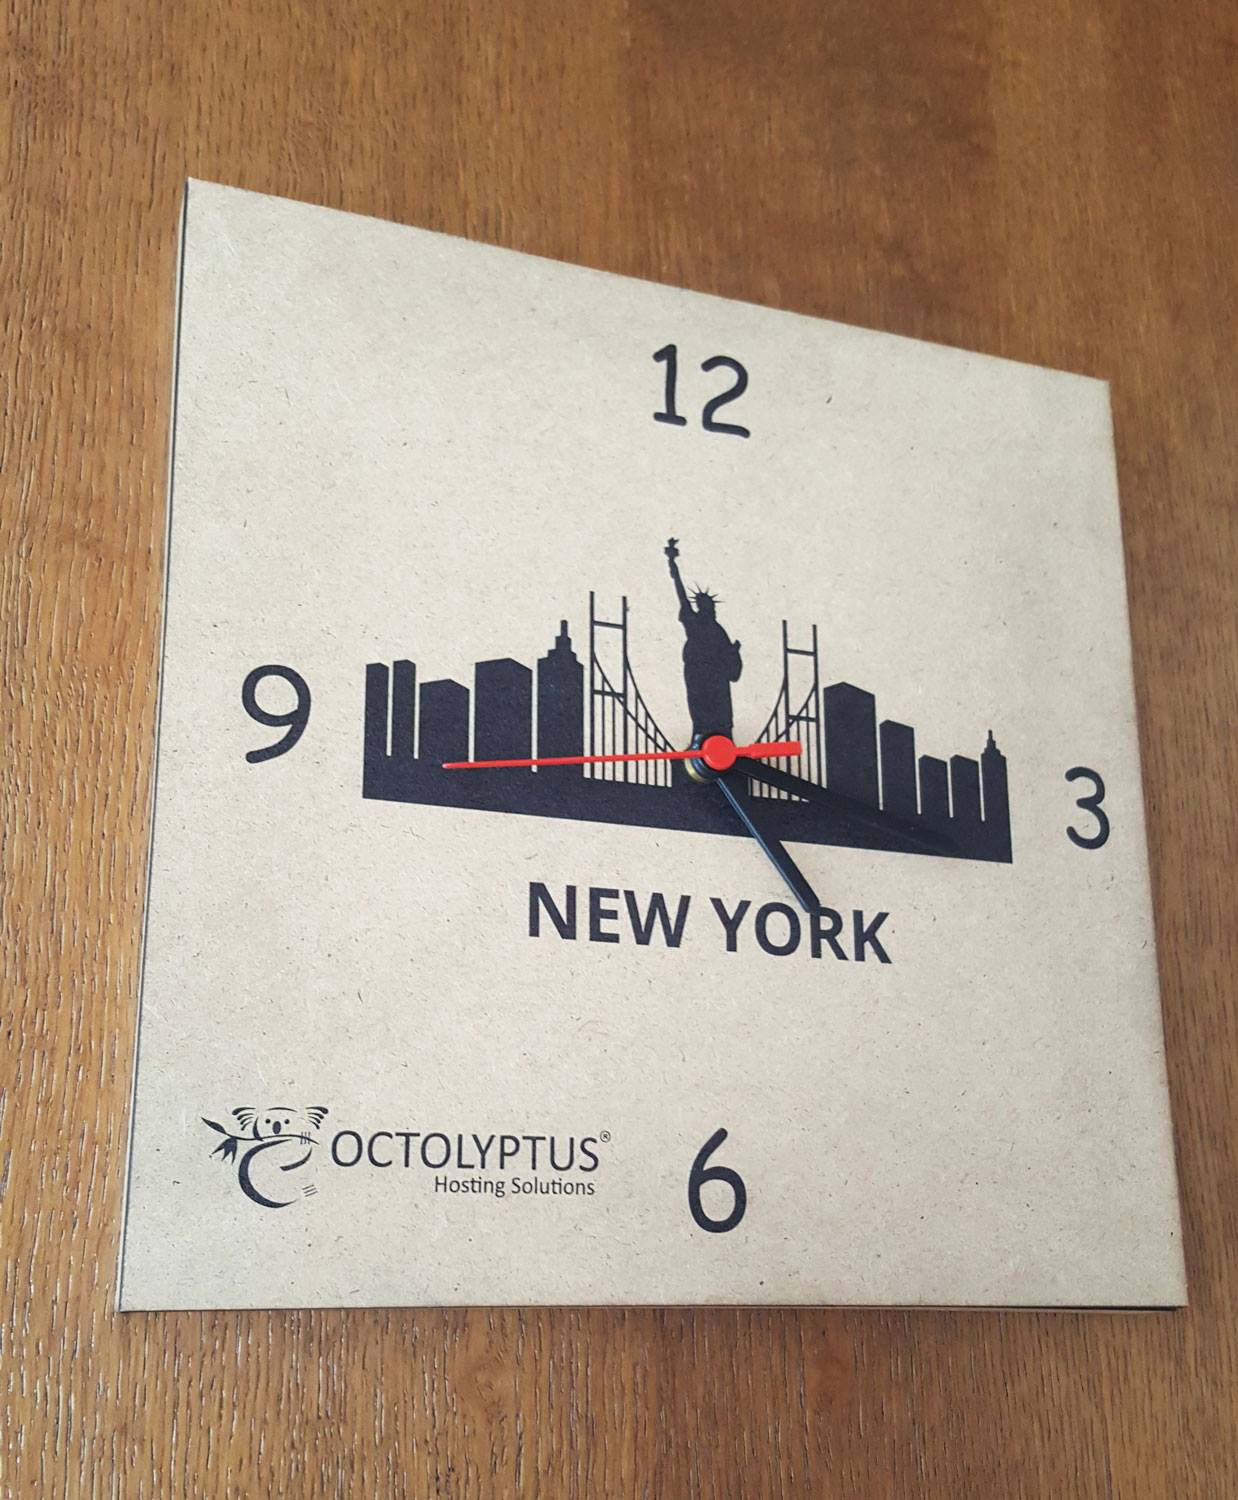 12
9
3
NEW YORK
OCTOLYPTUS®
Hosting Solutions
6